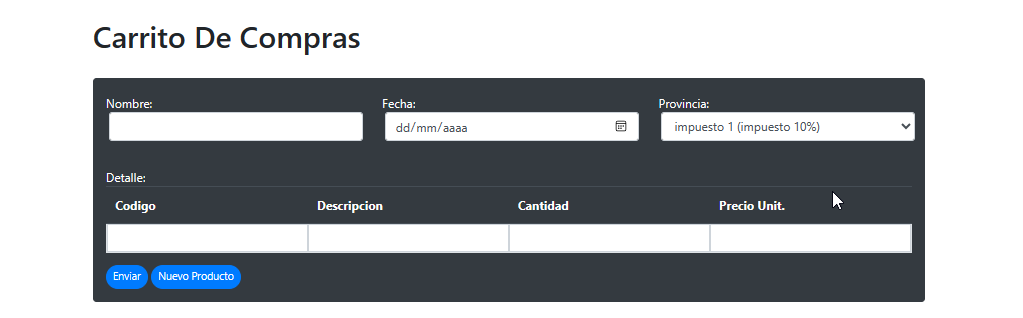 Carrito De Compras
Nombre: Fecha: Provincia:
dd/mm/aaaa impuesto 1 (impuesto 10%)
Detalle:
Codigo Descripcion Cantidad Precio Unit.
Enviar Nuevo Producto